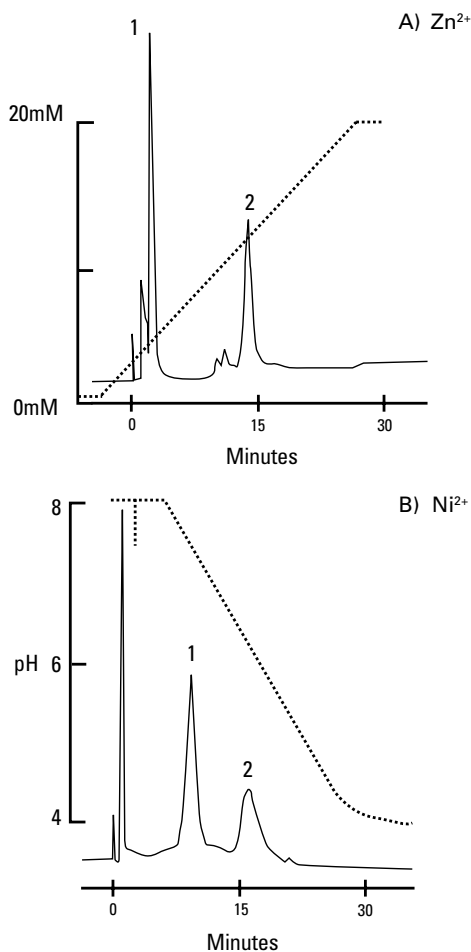 A) Zn²⁺
1
20mM
2
0mM
0 15 30
Minutes
B) Ni²⁺
8
1
pH 6
2
4
0 15 30
Minutes